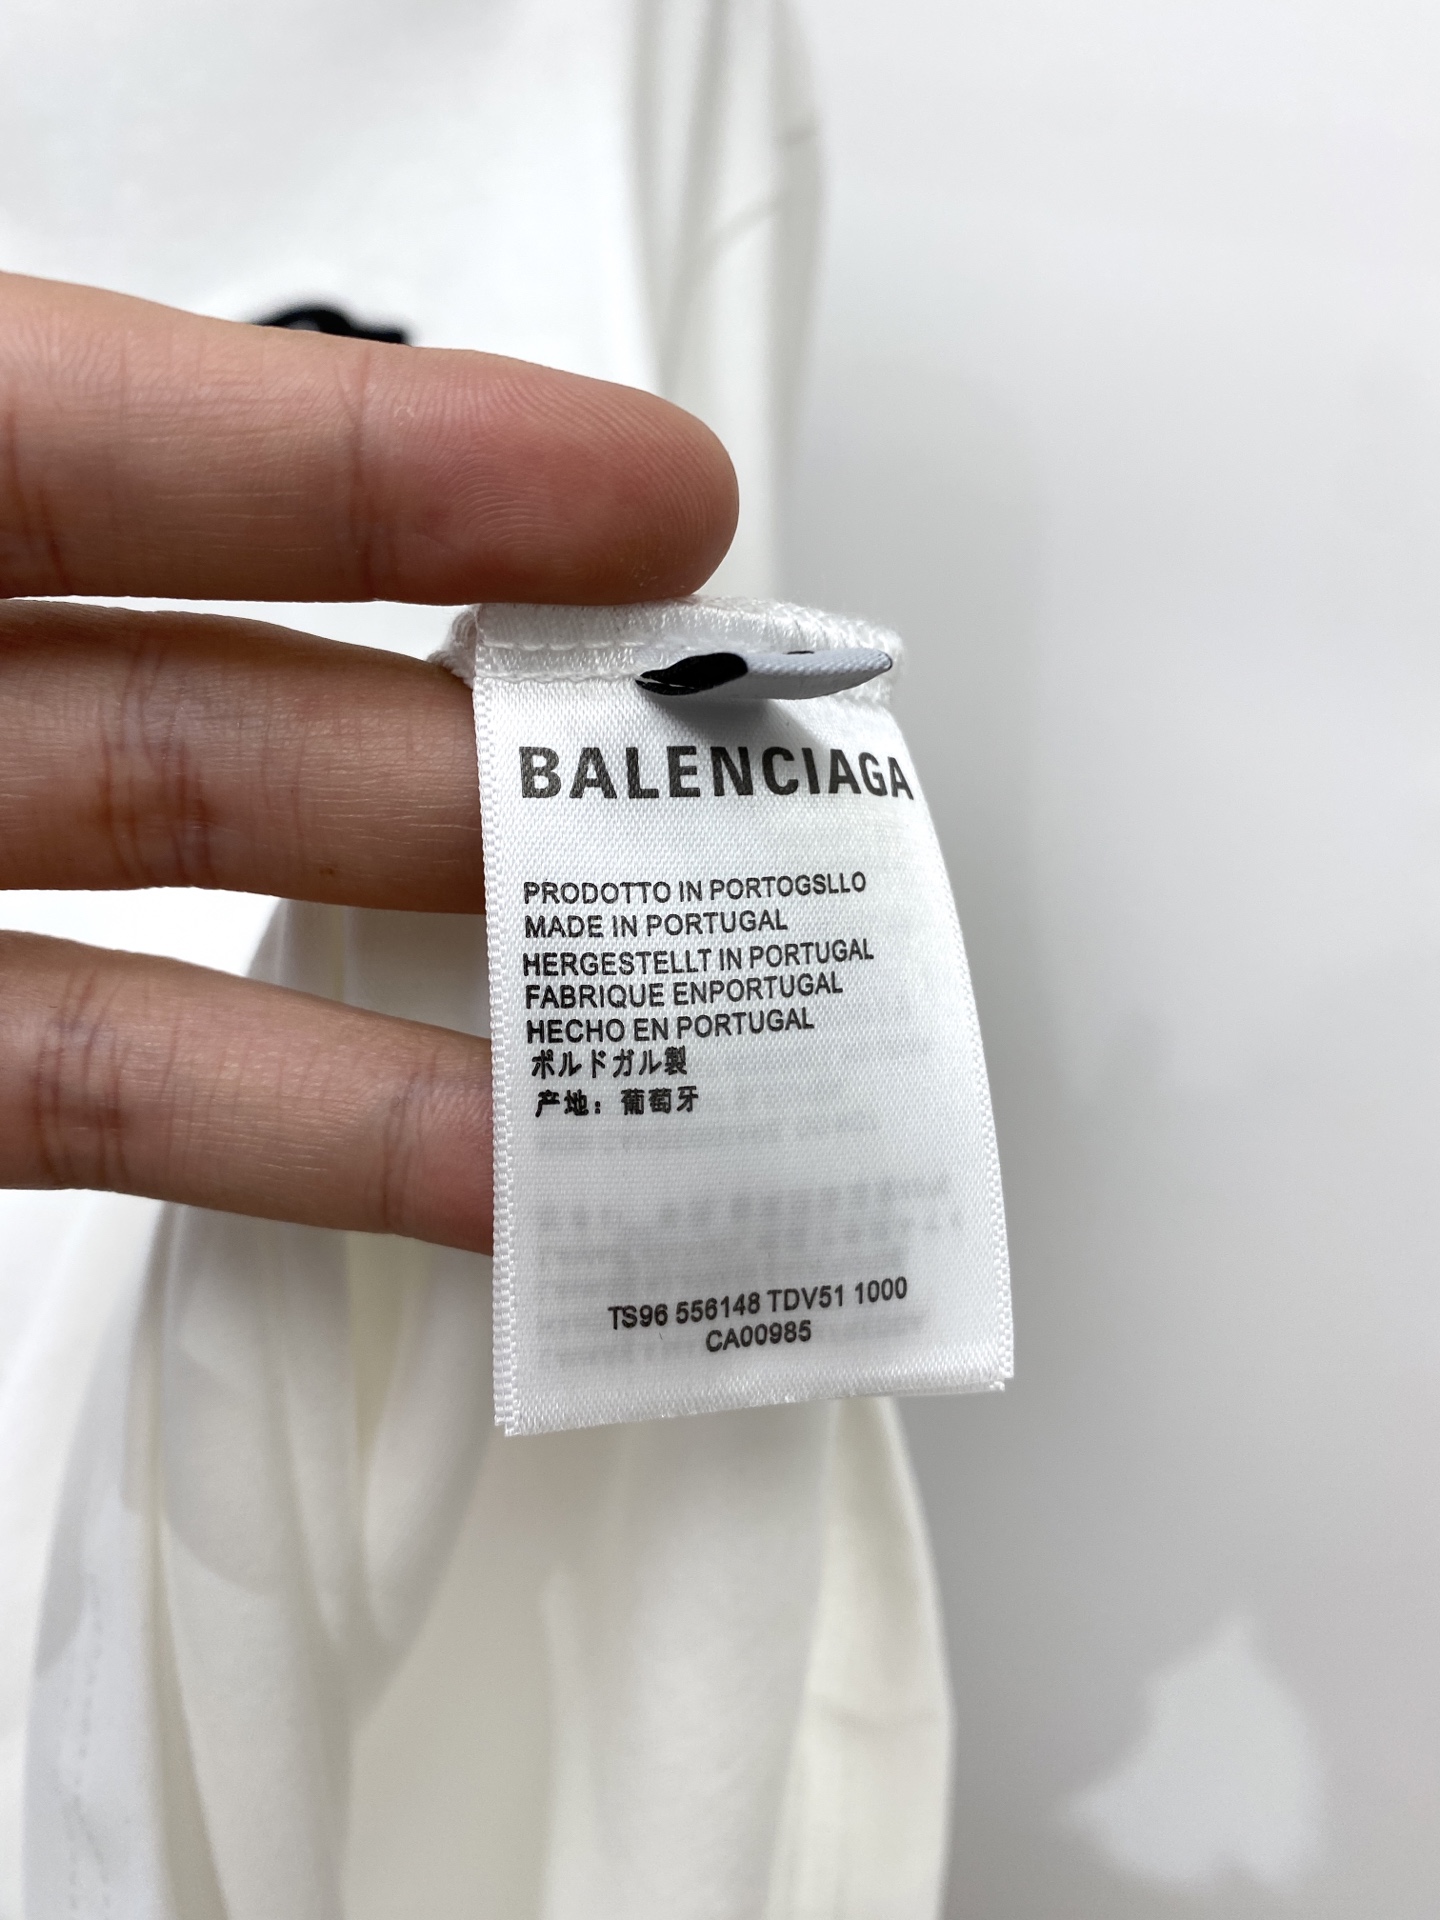 BALENCIAGA
PRODOTTO IN PORTOGSLLO
MADE IN PORTUGAL
HERGESTELLT IN PORTUGAL
FABRIQUE ENPORTUGAL
HECHO EN PORTUGAL
ポルドガル製
产地：葡萄牙
TS96 556148 TDV51 1000
CA00985